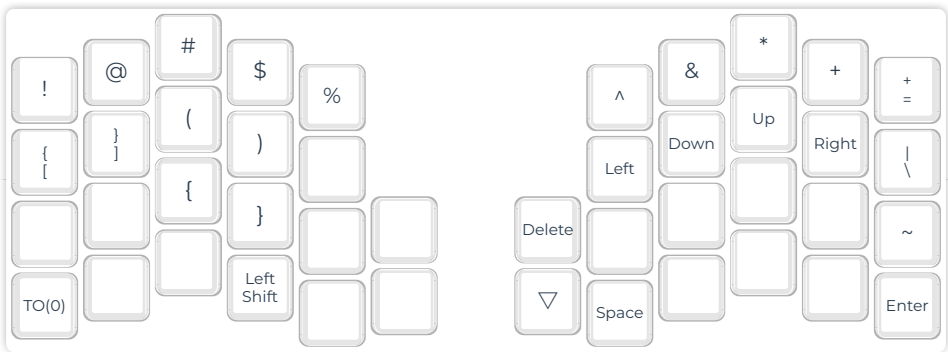 ! @ # $ % ^ & * + +
=
{
[
}
]
( ) Left Down Up Right |
\
{ } Delete ~
TO(0) Left
Shift
▽ Space Enter